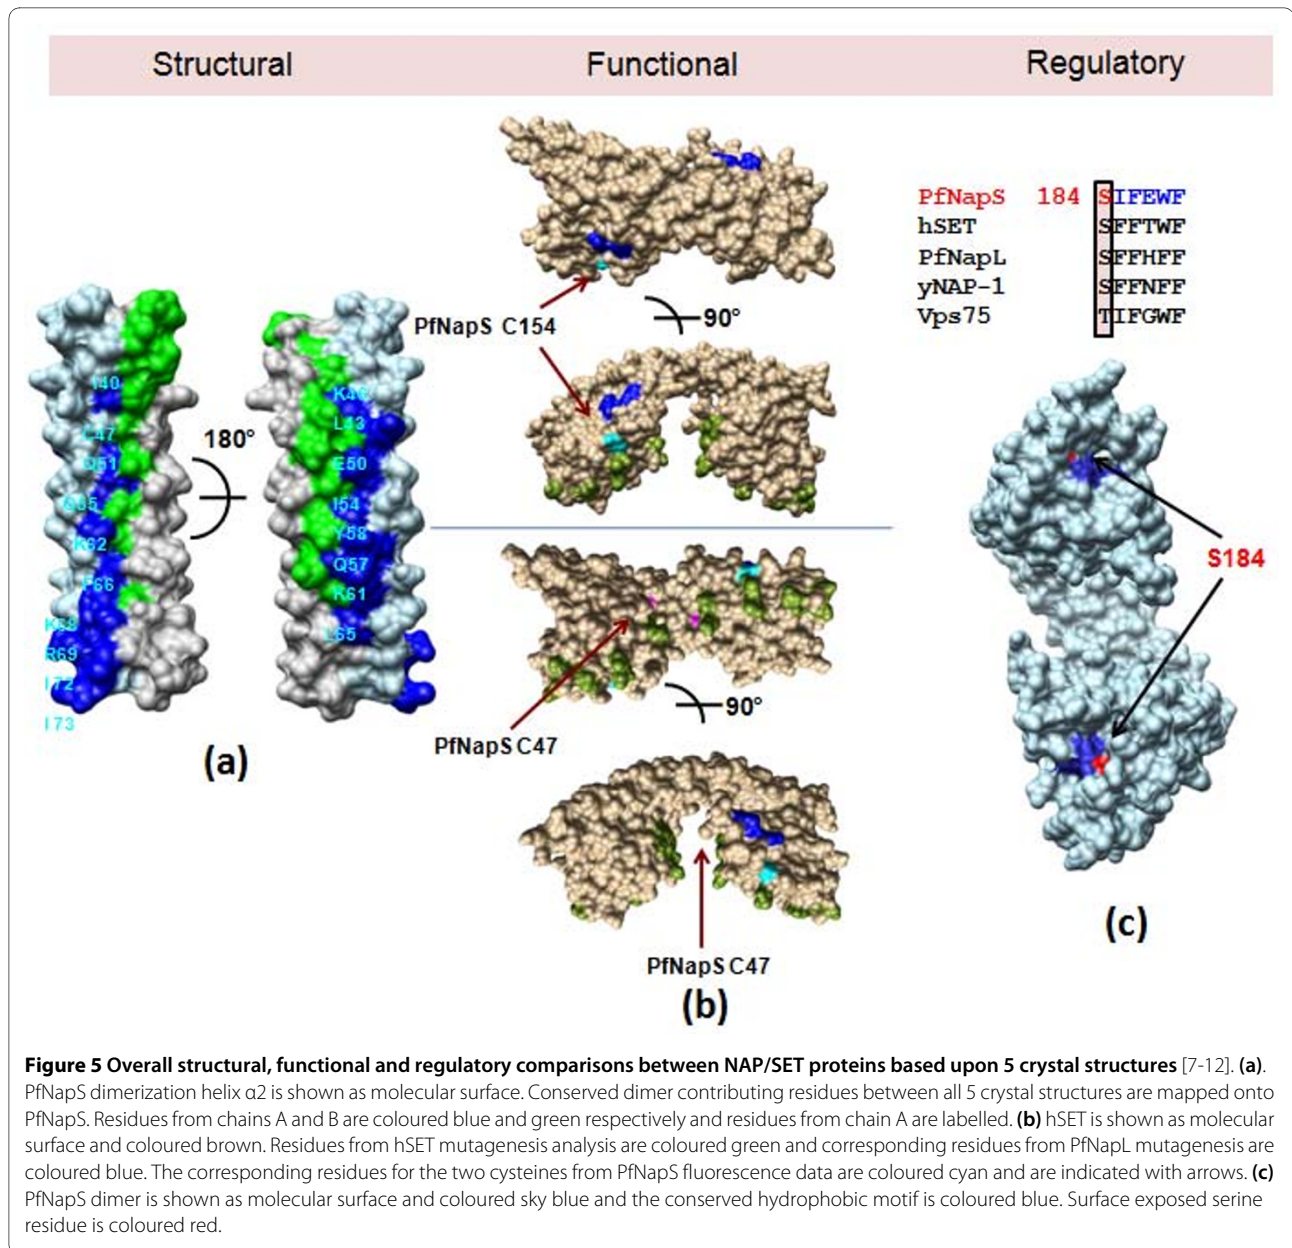 Structural Functional Regulatory
PfNapS 184 SIFEWF
hSET SFFTWF
PfNapL SFFHFF
yNAP-1 SFFNFF
Vps75 TIFGWF
I40
Q51
K62
F66
R69
I72
I73
180°
L43
E50
I54
Y58
Q57
K61
L65
(a)
PfNapS C154
90°
PfNapS C47
90°
PfNapS C47
(b)
S184
(c)
Figure 5 Overall structural, functional and regulatory comparisons between NAP/SET proteins based upon 5 crystal structures [7-12]. (a).
PfNapS dimerization helix α2 is shown as molecular surface. Conserved dimer contributing residues between all 5 crystal structures are mapped onto
PfNapS. Residues from chains A and B are coloured blue and green respectively and residues from chain A are labelled. (b) hSET is shown as molecular
surface and coloured brown. Residues from hSET mutagenesis analysis are coloured green and corresponding residues from PfNapL mutagenesis are
coloured blue. The corresponding residues for the two cysteines from PfNapS fluorescence data are coloured cyan and are indicated with arrows. (c)
PfNapS dimer is shown as molecular surface and coloured sky blue and the conserved hydrophobic motif is coloured blue. Surface exposed serine
residue is coloured red.